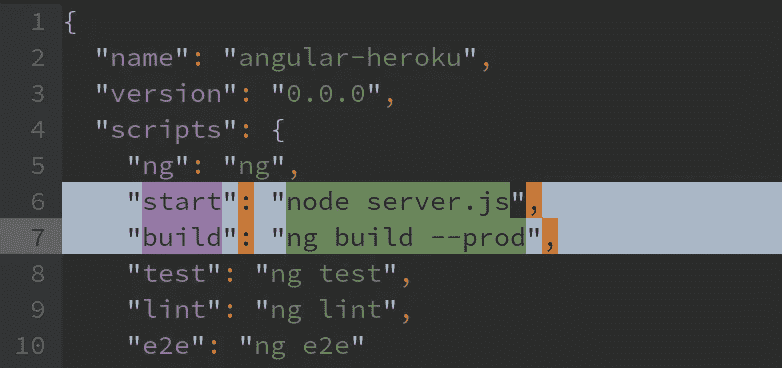 1 {
2 "name": "angular-heroku",
3 "version": "0.0.0",
4 "scripts": {
5 "ng": "ng",
6 "start": "node server.js",
7 "build": "ng build --prod",
8 "test": "ng test",
9 "lint": "ng lint",
10 "e2e": "ng e2e"